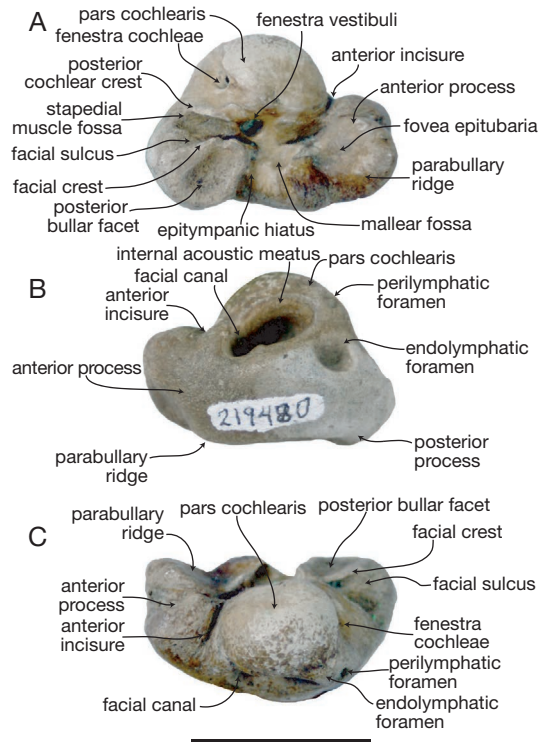 A
pars cochlearis
fenestra cochleae
fenestra vestibuli
posterior
cochlear crest
anterior incisure
anterior process
stapedial
muscle fossa
fovea epitubaria
facial sulcus
facial crest
parabullary
ridge
posterior
bullar facet
mallear fossa
epitympanic hiatus
B
internal acoustic meatus
facial canal
pars cochlearis
anterior
incisure
perilymphatic
foramen
endolymphatic
foramen
anterior process
219480
parabullary
ridge
posterior
process
C
parabullary
ridge
pars cochlearis
posterior bullar facet
facial crest
facial sulcus
anterior
process
anterior
incisure
fenestra
cochleae
perilymphatic
foramen
facial canal
endolymphatic
foramen